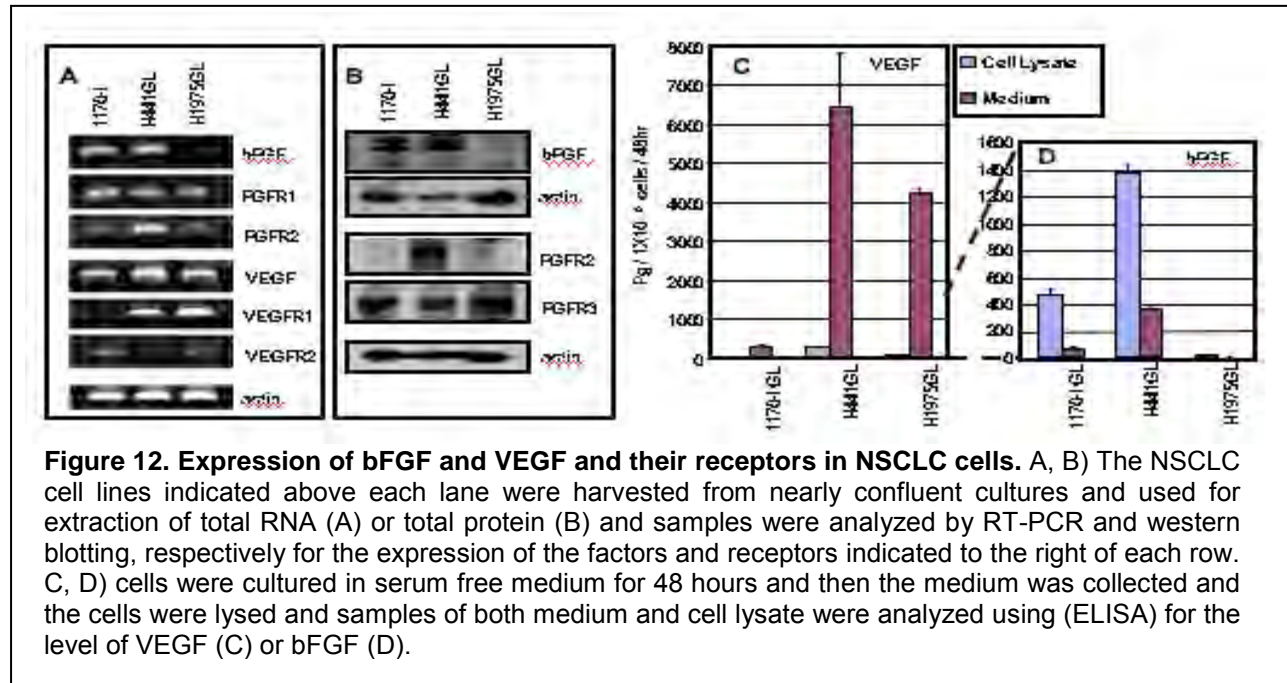 A
1170-I
H441GL
H1975GL
bFGF
FGFR1
FGFR2
VEGF
VEGFR1
VEGFR2
actin
B
1170-I
H441GL
H1975GL
bFGF
actin
FGFR2
FGFR3
actin
C
VEGF
Cell Lysate
Medium
Pg / 1X10 ^ 6 cells / 48hr
8000
7000
6000
5000
4000
3000
2000
1000
0
1170-I GL
H441GL
H1975GL
D
bFGF
1600
1400
1200
1000
800
600
400
200
0
1170-I GL
H441GL
H1975GL
Figure 12. Expression of bFGF and VEGF and their receptors in NSCLC cells. A, B) The NSCLC
cell lines indicated above each lane were harvested from nearly confluent cultures and used for
extraction of total RNA (A) or total protein (B) and samples were analyzed by RT-PCR and western
blotting, respectively for the expression of the factors and receptors indicated to the right of each row.
C, D) cells were cultured in serum free medium for 48 hours and then the medium was collected and
the cells were lysed and samples of both medium and cell lysate were analyzed using (ELISA) for the
level of VEGF (C) or bFGF (D).